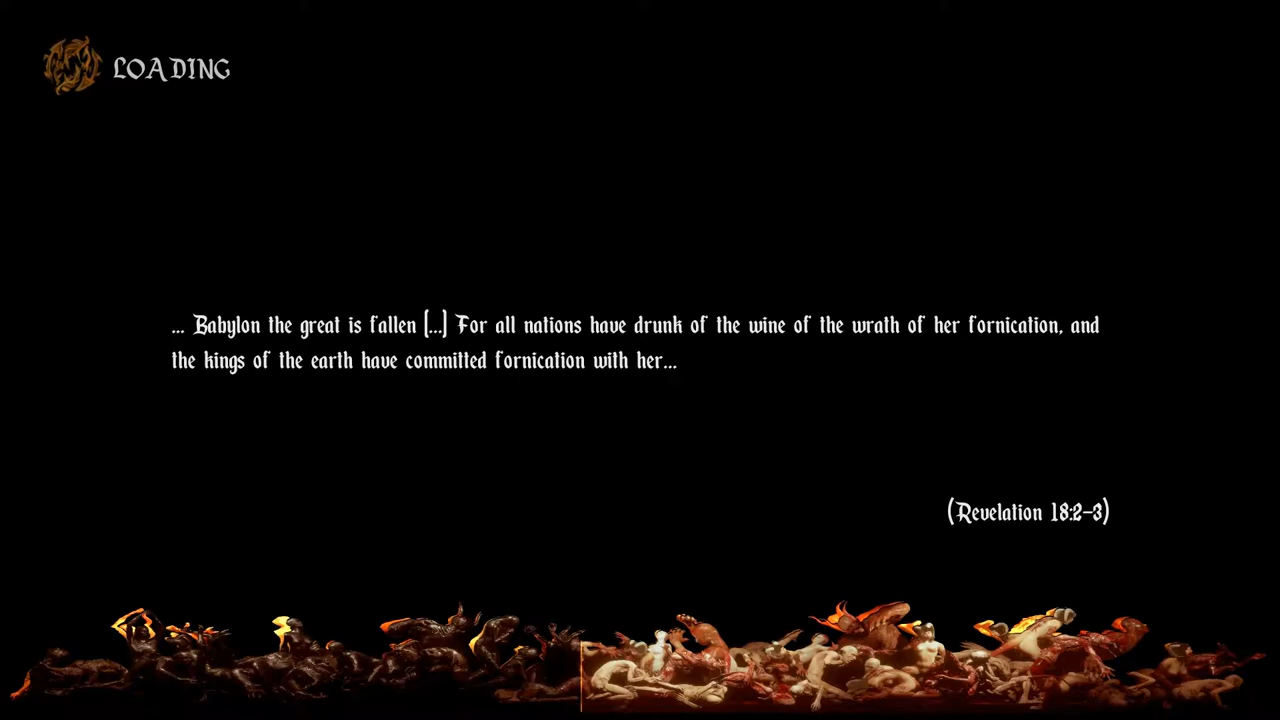 LOADING
... Babylon the great is fallen [...] For all nations have drunk of the wine of the wrath of her fornication, and
the kings of the earth have committed fornication with her...
(Revelation 18:2-3)